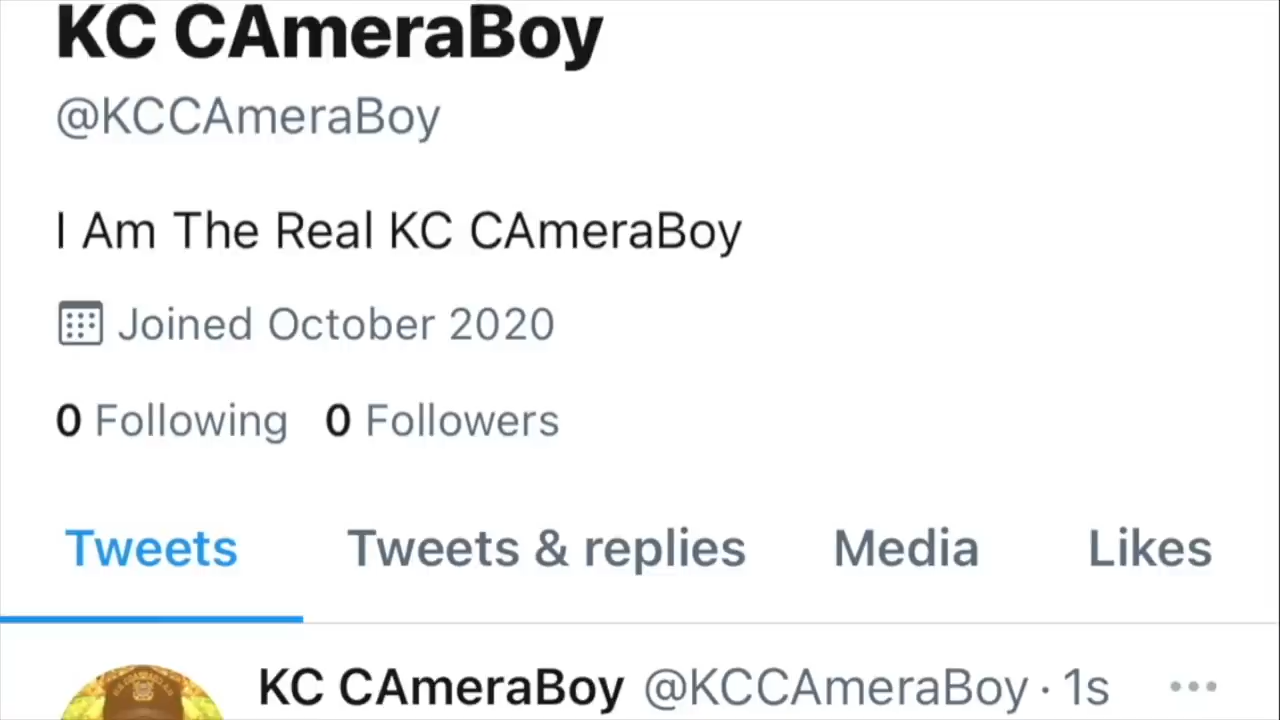 KC CAmeraBoy
@KCCAmeraBoy
I Am The Real KC CAmeraBoy
Joined October 2020
0 Following 0 Followers
Tweets Tweets & replies Media Likes
KC CAmeraBoy @KCCAmeraBoy · 1s